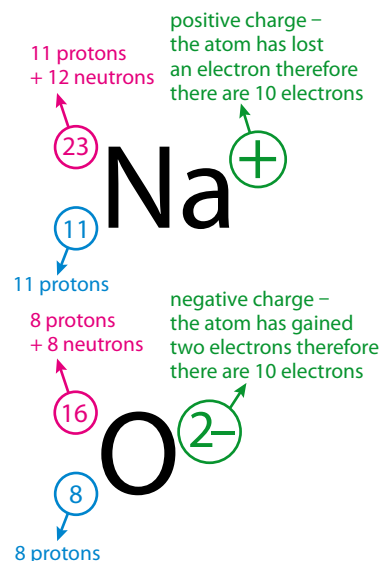 positive charge –
the atom has lost
an electron therefore
there are 10 electrons
11 protons
+ 12 neutrons
23
Na
+
11
11 protons
negative charge –
the atom has gained
two electrons therefore
there are 10 electrons
8 protons
+ 8 neutrons
16
O
2–
8
8 protons